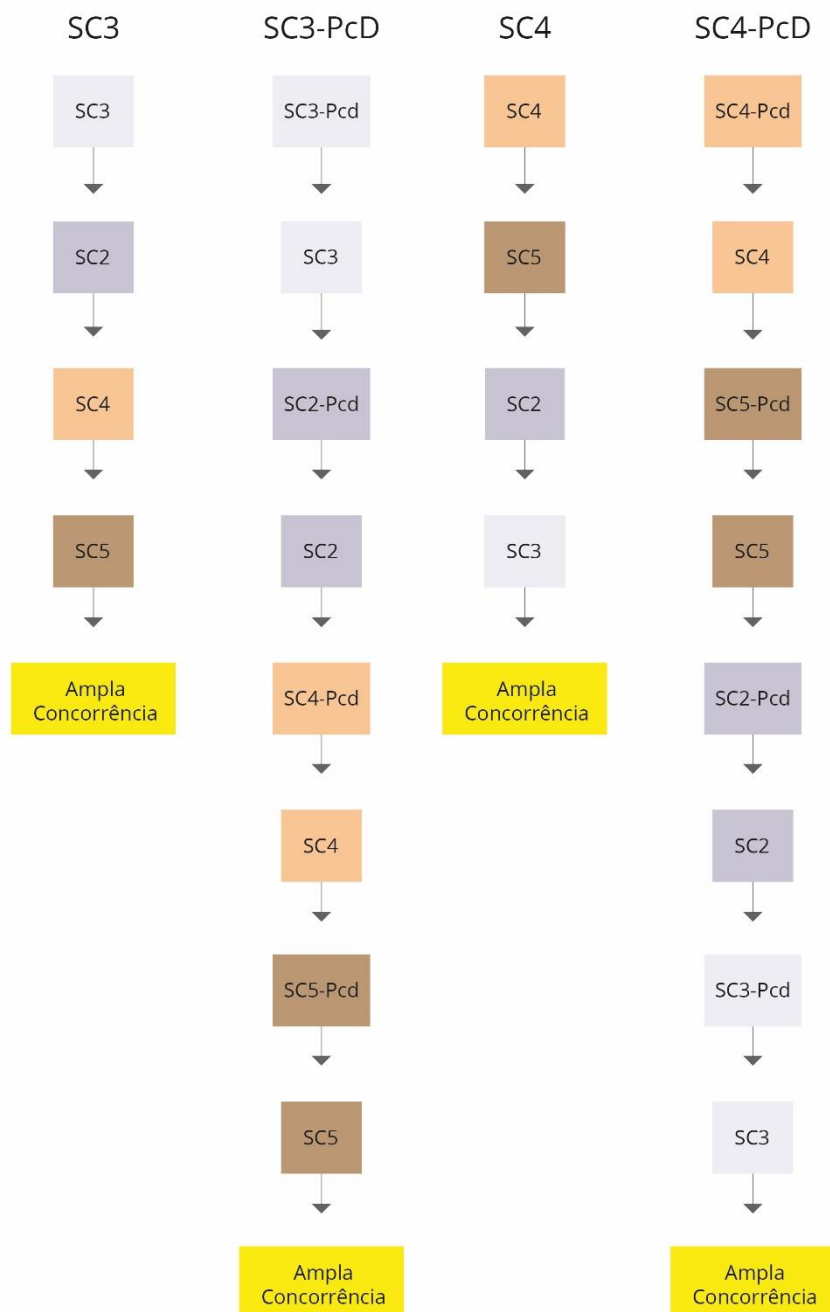 SC3
SC3
SC2
SC4
SC5
Ampla
Concorrência
SC3-PcD
SC3-Pcd
SC3
SC2-Pcd
SC2
SC4-Pcd
SC4
SC5-Pcd
SC5
Ampla
Concorrência
SC4
SC4
SC5
SC2
SC3
Ampla
Concorrência
SC4-PcD
SC4-Pcd
SC4
SC5-Pcd
SC5
SC2-Pcd
SC2
SC3-Pcd
SC3
Ampla
Concorrência